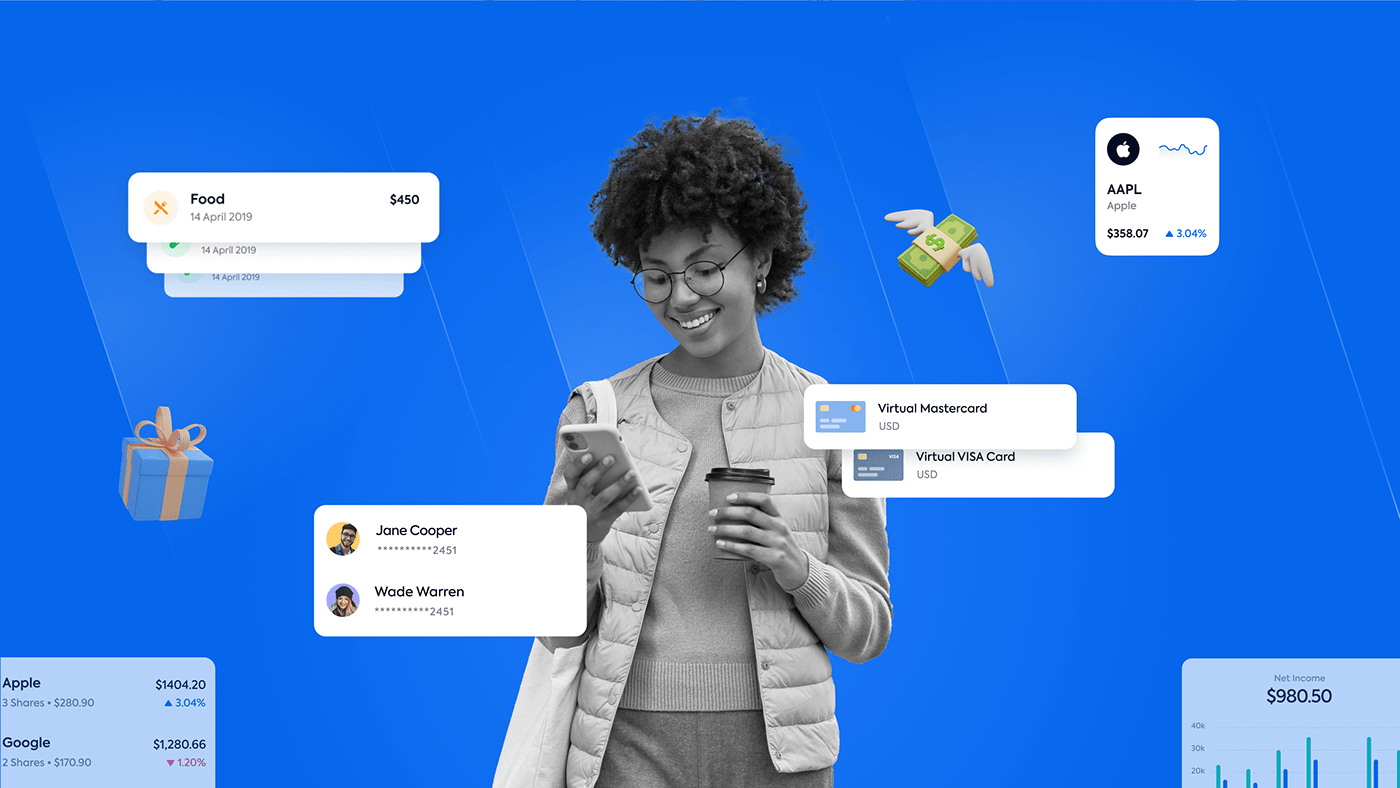 Food
$450
14 April 2019
14 April 2019
14 April 2019
AAPL
Apple
$358.07 3.04%
Virtual Mastercard
USD
VISA
Virtual VISA Card
USD
Jane Cooper
**********2451
Wade Warren
**********2451
Apple $1404.20
3 Shares • $280.90 3.04%
Google $1,280.66
2 Shares • $170.90 1.20%
Net Income
$980.50
40k
30k
20k